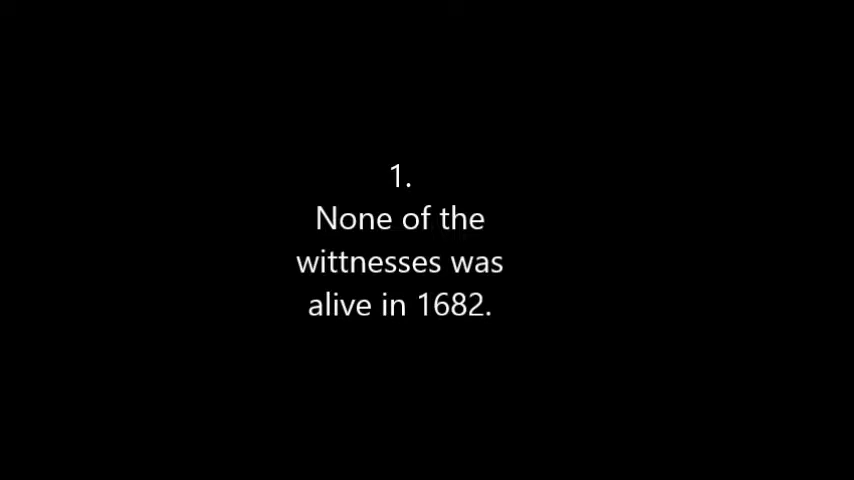 1.
None of the
wittnesses was
alive in 1682.